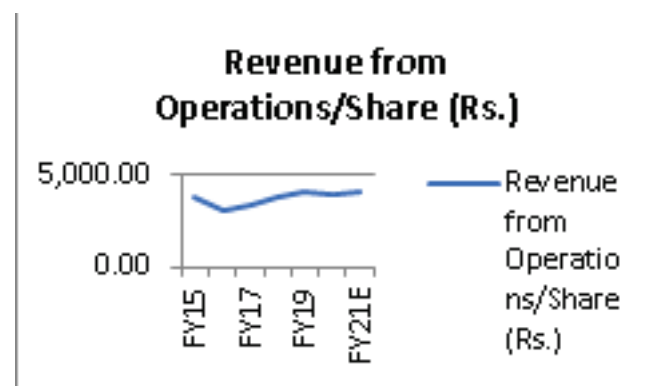 Revenue from
Operations/Share (Rs.)
5,000.00
0.00
FY15
FY17
FY19
FY21E
Revenue
from
Operatio
ns/Share
(Rs.)